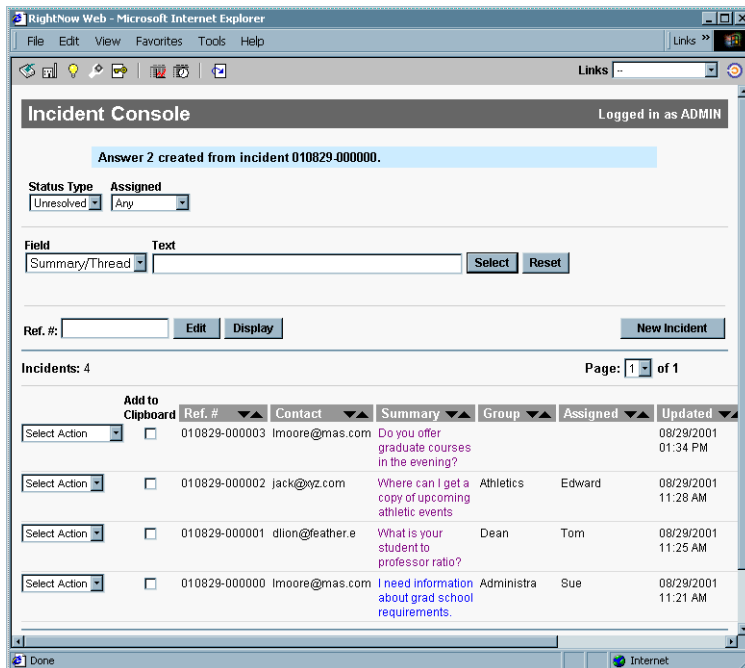 RightNow Web - Microsoft Internet Explorer
File Edit View Favorites Tools Help Links »
Links --
Incident Console Logged in as ADMIN
Answer 2 created from incident 010829-000000.
Status Type Assigned
Unresolved Any
Field Text
Summary/Thread Select Reset
Ref. #: Edit Display New Incident
Incidents: 4 Page: 1 of 1
Add to
Clipboard Ref. # Contact Summary Group Assigned Updated
Select Action 010829-000003 lmoore@mas.com Do you offer 08/29/2001
graduate courses 01:34 PM
in the evening?
Select Action 010829-000002 jack@xyz.com Where can I get a Athletics Edward 08/29/2001
copy of upcoming 11:28 AM
athletic events
Select Action 010829-000001 dlion@feather.e What is your Dean Tom 08/29/2001
student to 11:25 AM
professor ratio?
Select Action 010829-000000 lmoore@mas.com I need information Administra Sue 08/29/2001
about grad school 11:21 AM
requirements.
Done Internet